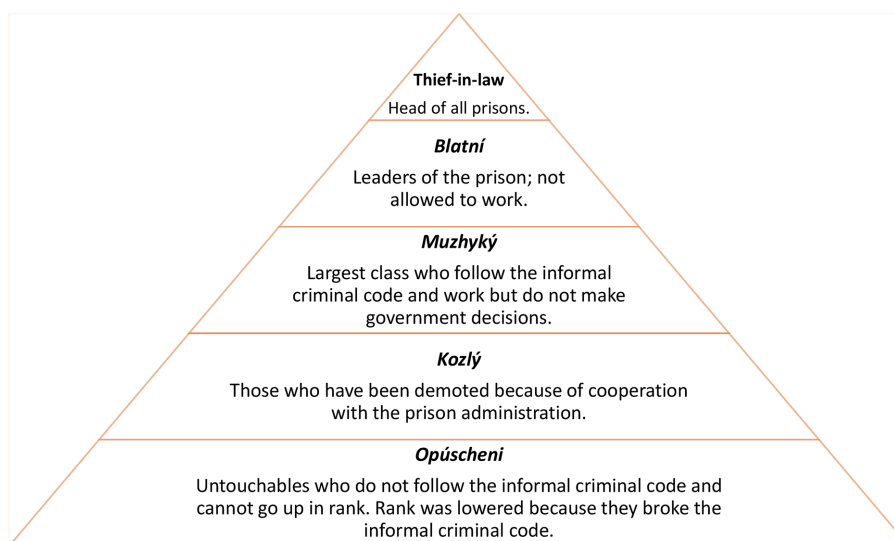 Thief-in-law
Head of all prisons.
Blatní
Leaders of the prison; not
allowed to work.
Muzhyký
Largest class who follow the informal
criminal code and work but do not make
government decisions.
Kozlý
Those who have been demoted because of cooperation
with the prison administration.
Opúscheni
Untouchables who do not follow the informal criminal code and
cannot go up in rank. Rank was lowered because they broke the
informal criminal code.